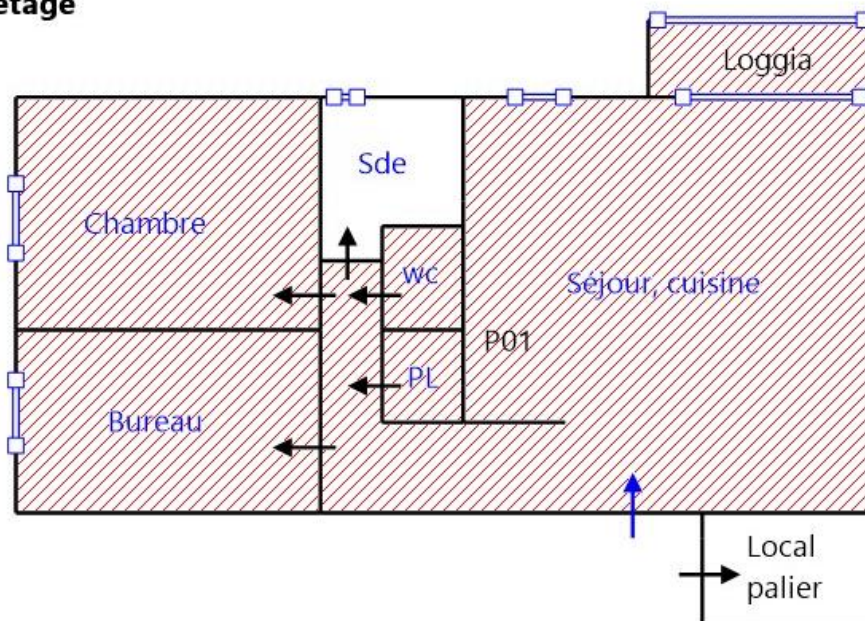 étage
Loggia
Sde
Chambre
wc
Séjour, cuisine
P01
PL
Bureau
Local
palier